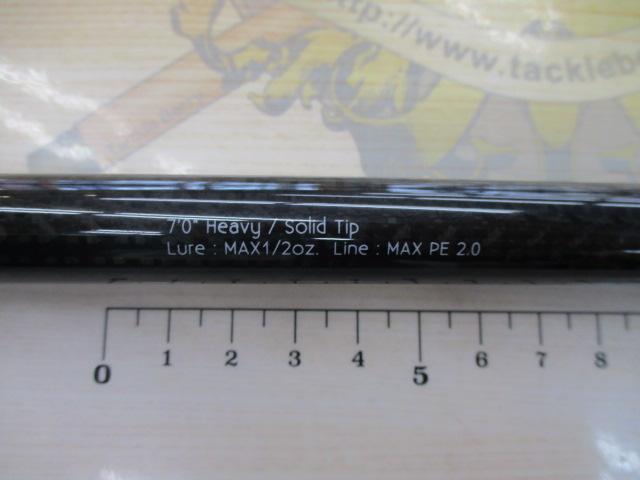 http://www.tacklebe
7'0" Heavy / Solid Tip
Lure : MAX1/2oz. Line : MAX PE 2.0
0 1 2 3 4 5 6 7 8